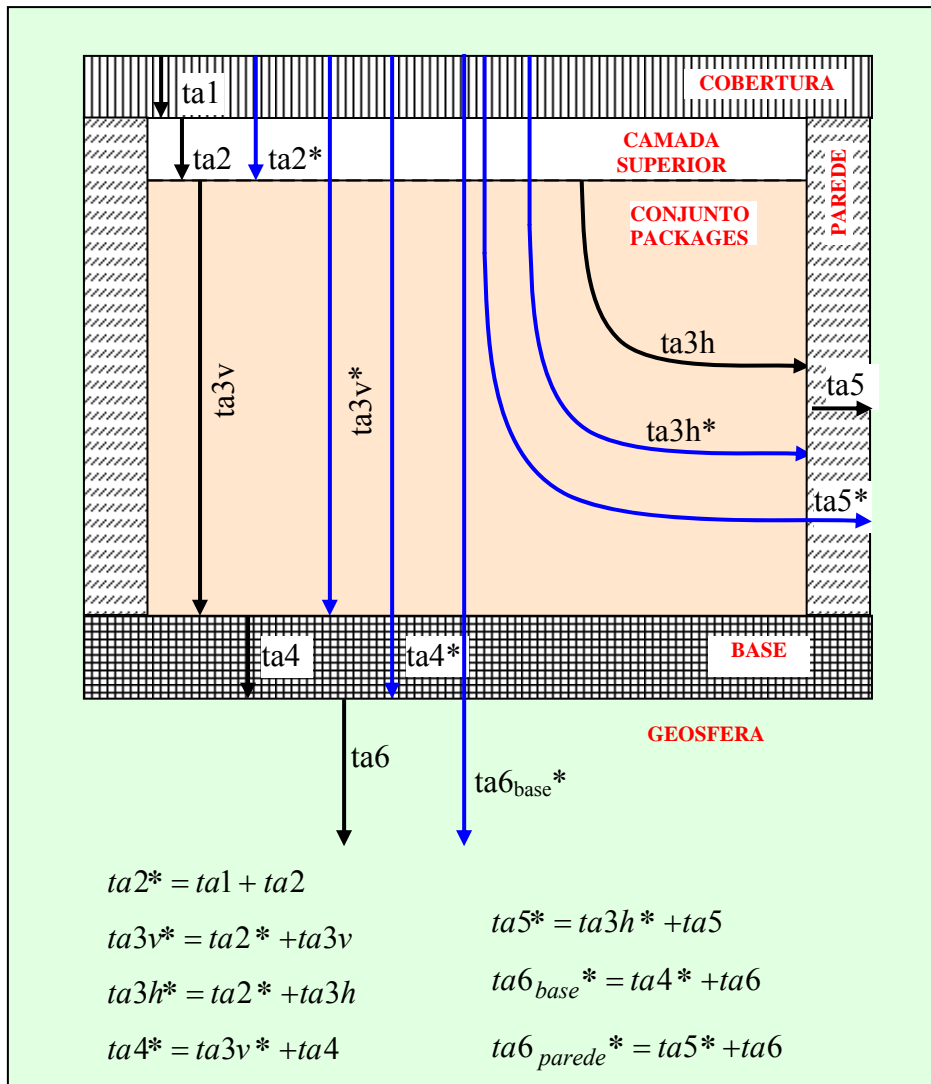 COBERTURA
ta1
CAMADA
SUPERIOR
ta2
ta2*
PAREDE
CONJUNTO
PACKAGES
ta3h
ta3v
ta3v*
ta5
ta3h*
ta5*
ta4
ta4*
BASE
GEOSFERA
ta6
ta6base*
ta2* = ta1 + ta2
ta3v* = ta2* +ta3v
ta3h* = ta2* +ta3h
ta4* = ta3v* +ta4
ta5* = ta3h* +ta5
ta6base* = ta4* +ta6
ta6parede* = ta5* +ta6